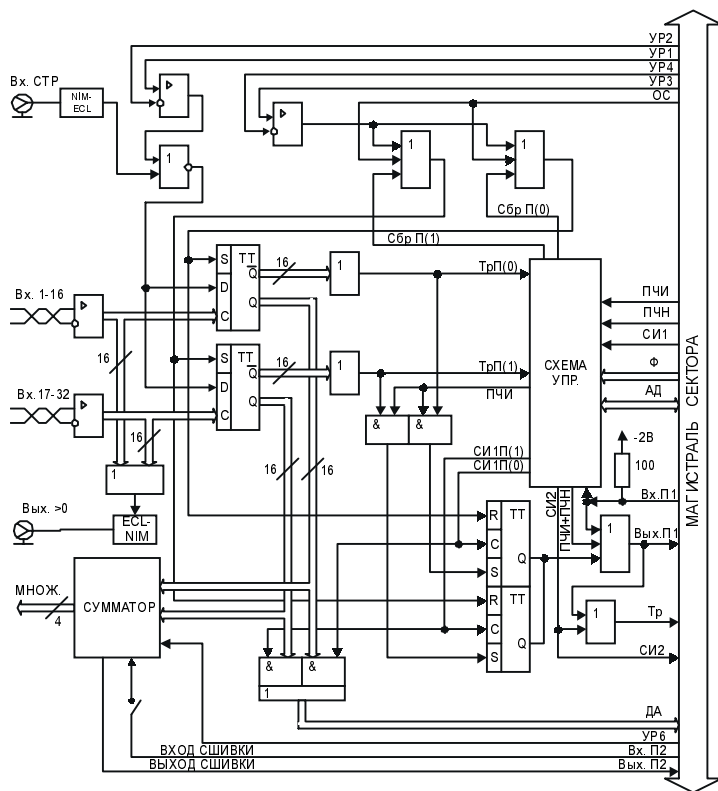 УР2
УР1
УР4
УР3
ОС
Вх. СТР
NIM-
ECL
1
1
1
Сбр П(0)
Сбр П(1)
S
D
C
TT
Q
Q
16
1
ТрП(0)
Вх. 1-16
16
ПЧИ
ПЧН
СИ1
Ф
АД
СХЕМА
УПР.
МАГИСТРАЛЬ СЕКТОРА
S
D
C
TT
Q
Q
16
1
ТрП(1)
ПЧИ
Вх.17-32
16
&
&
-2В
100
1
16
16
СИ1П(1)
СИ1П(0)
СИ2
ПЧИ+ПЧН
Вх.П1
Вых. >0
ECL-
NIM
R
C
S
TT
Q
1
Вых.П1
МНОЖ.
4
СУММАТОР
R
C
S
TT
Q
1
Тр
СИ2
&
&
1
ДА
УР6
ВХОД СШИВКИ
Вх. П2
ВЫХОД СШИВКИ
Вых. П2